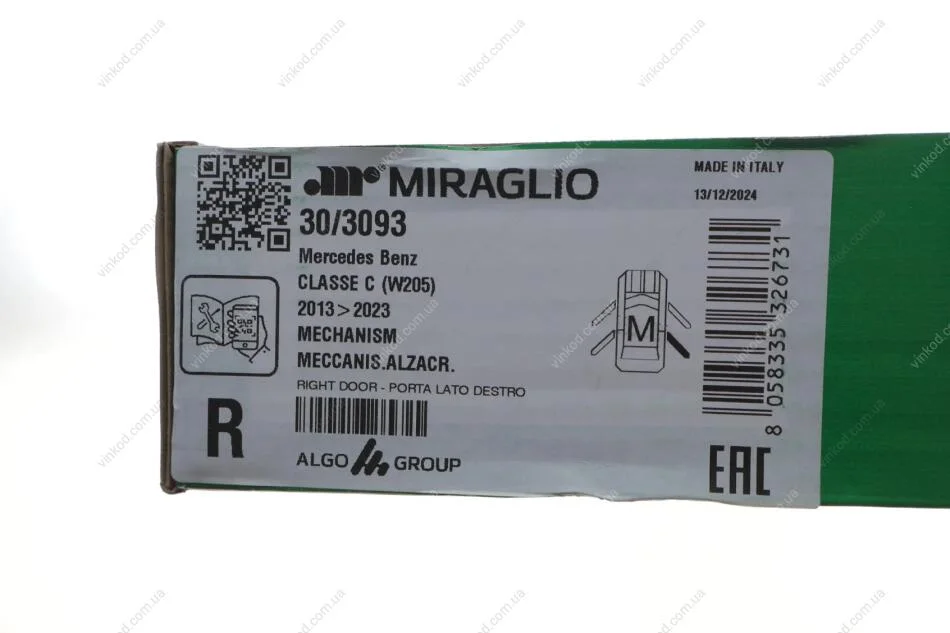 MIRAGLIO
30/3093
Mercedes Benz
CLASSE C (W205)
2013>2023
MECHANISM
MECCANIS.ALZACR.
RIGHT DOOR - PORTA LATO DESTRO
R
ALGO GROUP
MADE IN ITALY
13/12/2024
M
8 058335 326731
EAC
vinkod.com.ua